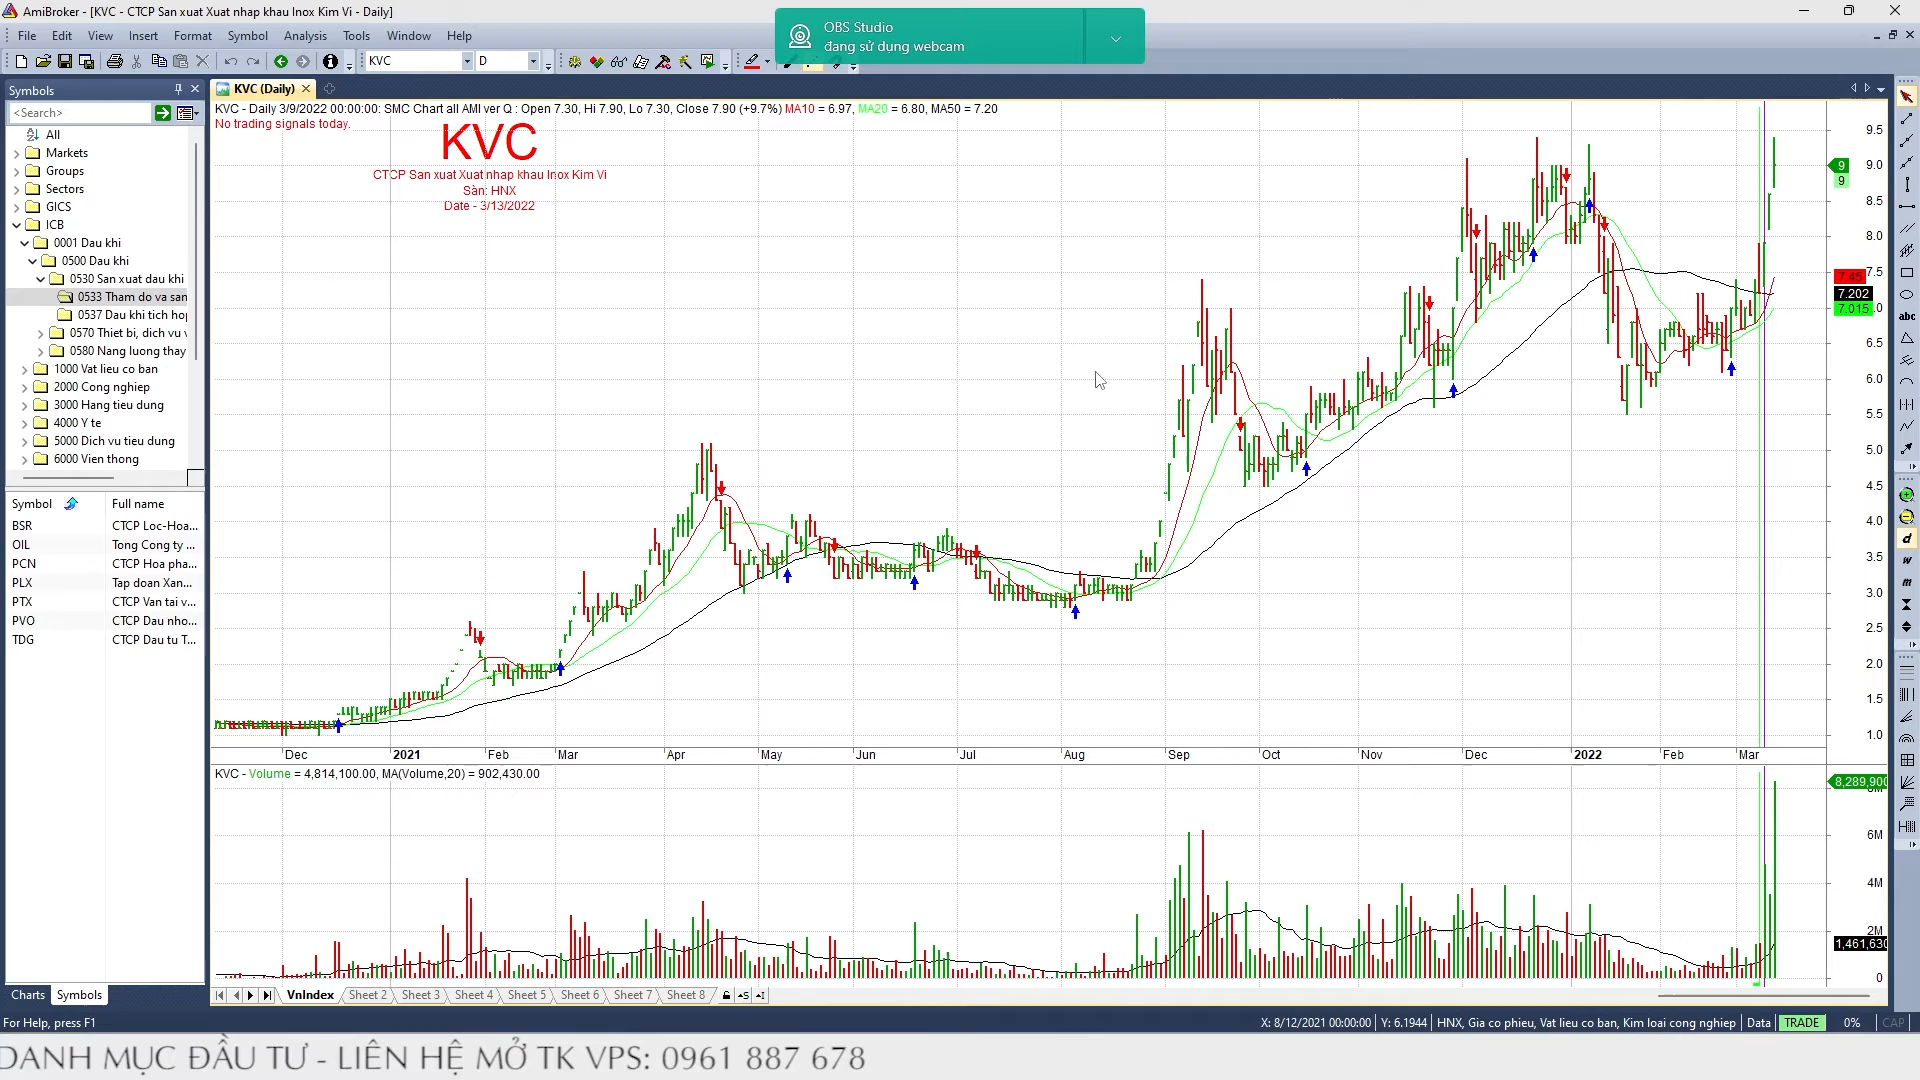 AmiBroker - [KVC - CTCP San xuat Xuat nhap khau Inox Kim Vi - Daily]
OBS Studio
đang sử dụng webcam
File Edit View Insert Format Symbol Analysis Tools Window Help
KVC D
Symbols
KVC (Daily)
<Search>
KVC - Daily 3/9/2022 00:00:00: SMC Chart all AMI ver Q : Open 7.30, Hi 7.90, Lo 7.30, Close 7.90 (+9.7%) MA10 = 6.97, MA20 = 6.80, MA50 = 7.20
No trading signals today.
KVC
CTCP San xuat Xuat nhap khau Inox Kim Vi
Sàn: HNX
Date - 3/13/2022
All
Markets
Groups
Sectors
GICS
ICB
0001 Dau khi
0500 Dau khi
0530 San xuat dau khi
0533 Tham do va san
0537 Dau khi tich hop
0570 Thiet bi, dich vu v
0580 Nang luong thay
1000 Vat lieu co ban
2000 Cong nghiep
3000 Hang tieu dung
4000 Y te
5000 Dich vu tieu dung
6000 Vien thong
Symbol Full name
BSR CTCP Loc-Hoa...
OIL Tong Cong ty ...
PCN CTCP Hoa pha...
PLX Tap doan Xan...
PTX CTCP Van tai v...
PVO CTCP Dau nho...
TDG CTCP Dau tu T...
9.5
9 9.0
9
8.5
8.0
7.45 7.5
7.202
7.015 .0
6.5
6.0
5.5
5.0
4.5
4.0
3.5
3.0
2.5
2.0
1.5
1.0
Dec 2021 Feb Mar Apr May Jun Jul Aug Sep Oct Nov Dec 2022 Feb Mar
KVC - Volume = 4,814,100.00, MA(Volume,20) = 902,430.00
8,289,900
6M
4M
2M
1,461,630
0
abc
d
w
m
Charts Symbols
VnIndex Sheet 2 Sheet 3 Sheet 4 Sheet 5 Sheet 6 Sheet 7 Sheet 8
For Help, press F1
X: 8/12/2021 00:00:00 Y: 6.1944 HNX, Gia co phieu, Vat lieu co ban, Kim loai cong nghiep Data TRADE 0% CAP
DANH MỤC ĐẦU TƯ - LIÊN HỆ MỞ TK VPS: 0961 887 678